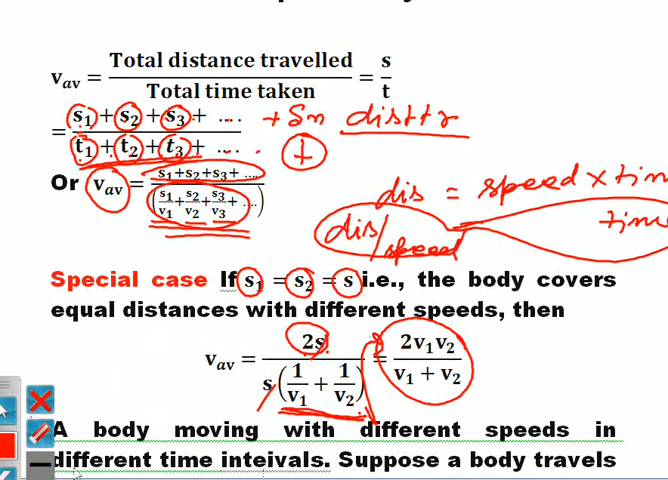 v_av = Total distance travelled / Total time taken = s / t
= s₁+s₂+s₃+ .... / t₁+t₂+t₃+ ....
+ Sn disttr
t
Or v_av = s₁+s₂+s₃+ .... / (s₁/v₁ + s₂/v₂ + s₃/v₃ + ...)
dis = speed x tim
dis/speed time
Special case If s₁ = s₂ = s i.e., the body covers
equal distances with different speeds, then
v_av = 2s / s(1/v₁ + 1/v₂) = 2v₁v₂ / v₁ + v₂
A body moving with different speeds in
different time inteivals. Suppose a body travels